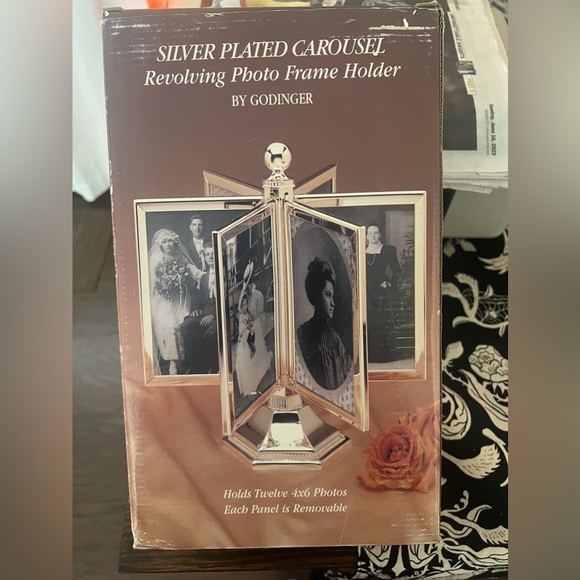 SILVER PLATED CAROUSEL
Revolving Photo Frame Holder
BY GODINGER
Holds Twelve 4x6 Photos
Each Panel is Removable